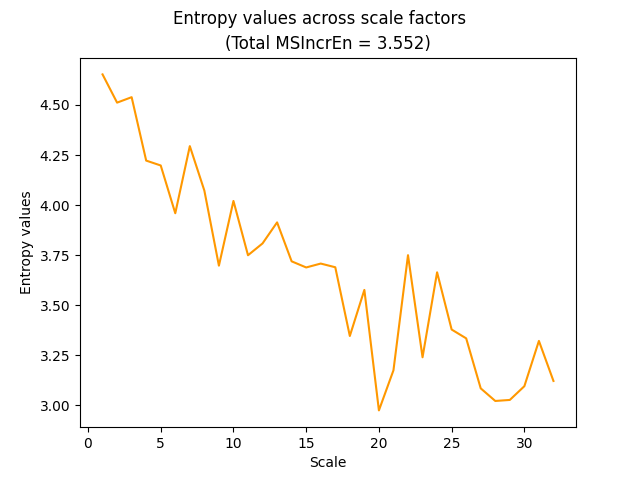 Entropy values across scale factors
(Total MSIncrEn = 3.552)
Entropy values
4.50
4.25
4.00
3.75
3.50
3.25
3.00
0 5 10 15 20 25 30
Scale